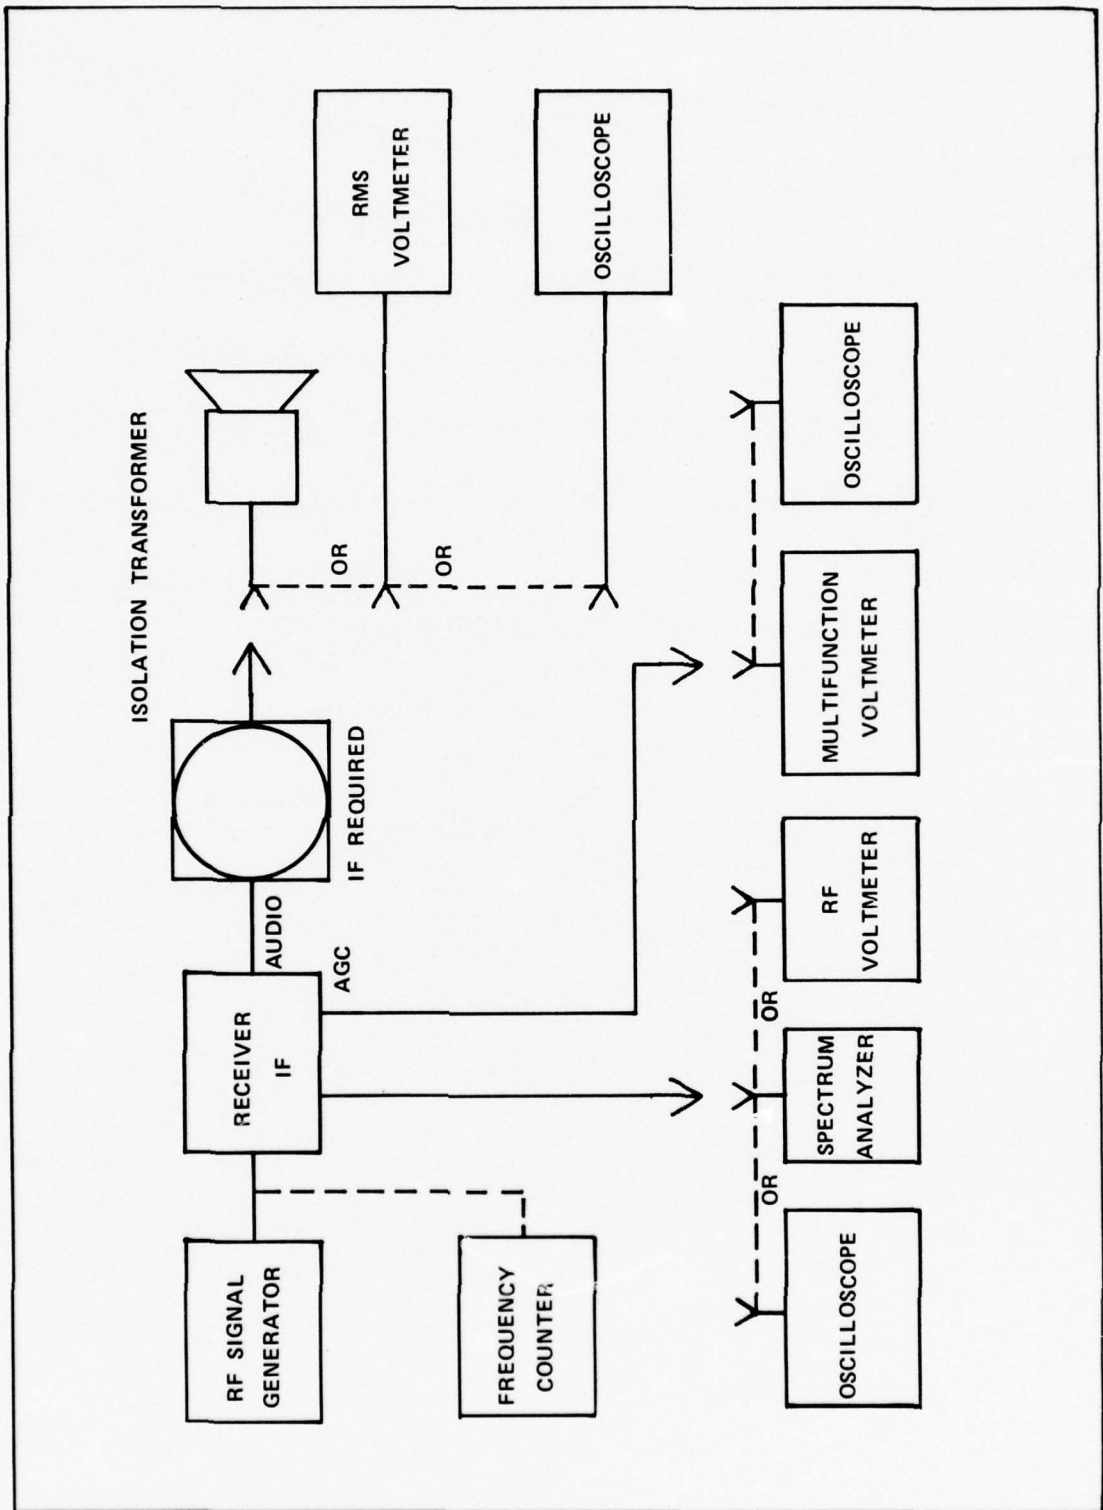 ISOLATION TRANSFORMER
RF SIGNAL
GENERATOR
RECEIVER
IF
AUDIO
AGC
IF REQUIRED
OR
OR
RMS
VOLTMETER
FREQUENCY
COUNTER
OSCILLOSCOPE
OSCILLOSCOPE
OR
SPECTRUM
ANALYZER
OR
RF
VOLTMETER
MULTIFUNCTION
VOLTMETER
OSCILLOSCOPE